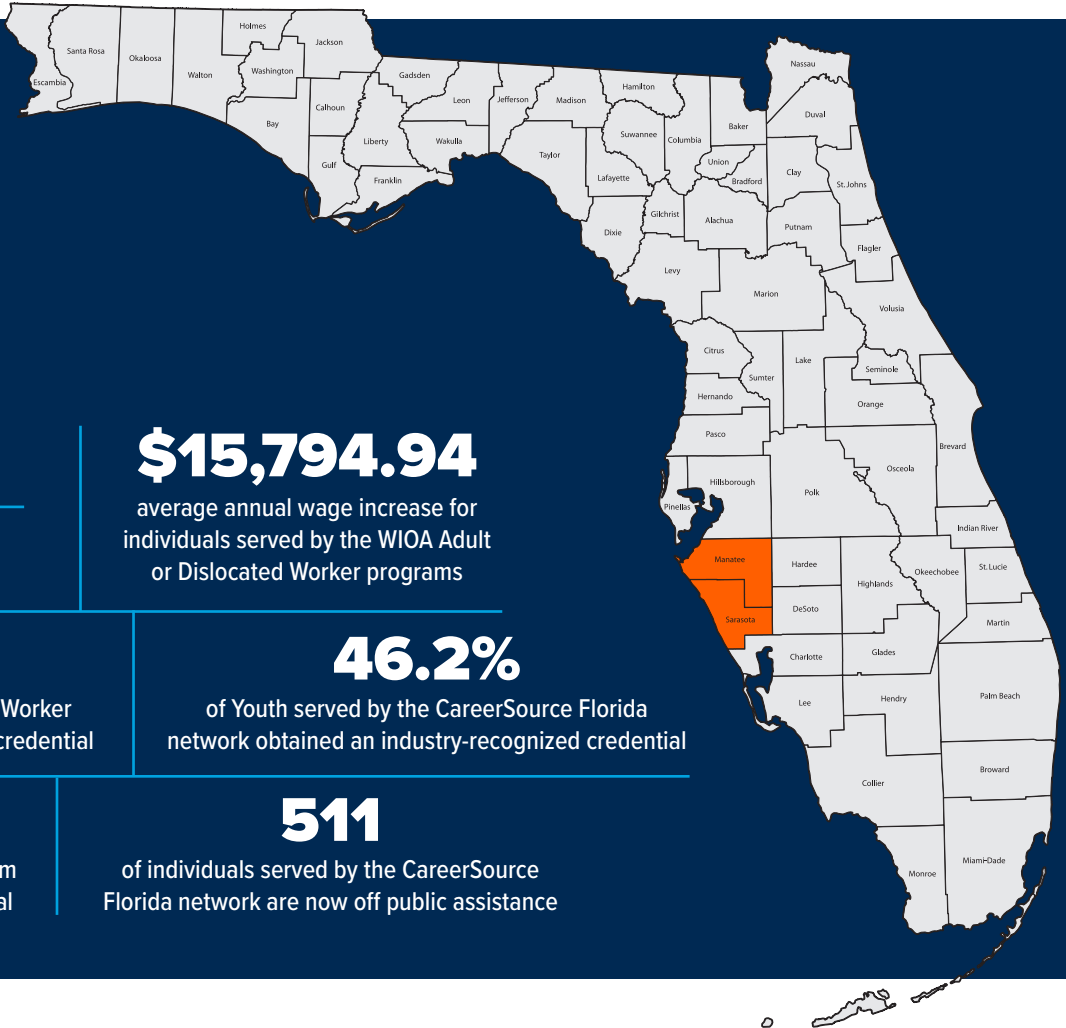 Holmes
Jackson
Santa Rosa
Okaloosa
Walton
Washington
Escambia
Calhoun
Bay
Gulf
Liberty
Gadsden
Leon
Wakulla
Franklin
Jefferson
Madison
Taylor
Hamilton
Suwannee
Lafayette
Columbia
Baker
Nassau
Duval
Union
Bradford
Clay
St. Johns
Dixie
Gilchrist
Alachua
Putnam
Flagler
Levy
Marion
Volusia
Citrus
Sumter
Lake
Seminole
Hernando
Orange
Pasco
Brevard
Osceola
Hillsborough
Polk
Pinellas
Indian River
Manatee
Hardee
Highlands
Okeechobee
St. Lucie
DeSoto
Sarasota
Martin
Charlotte
Glades
Lee
Hendry
Palm Beach
Collier
Broward
Monroe
Miami-Dade
$15,794.94
average annual wage increase for
individuals served by the WIOA Adult
or Dislocated Worker programs
Worker
credential
46.2%
of Youth served by the CareerSource Florida
network obtained an industry-recognized credential
511
of individuals served by the CareerSource
Florida network are now off public assistance